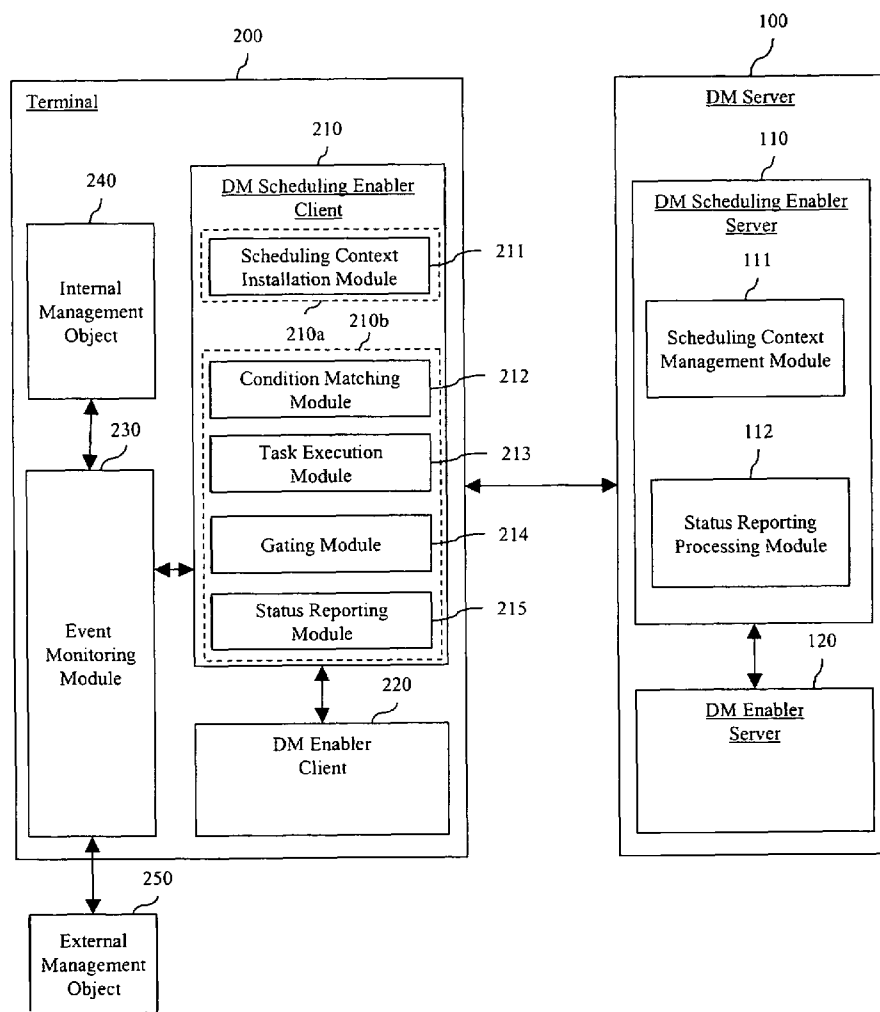 200
100
Terminal
DM Server
210
110
DM Scheduling Enabler
Client
DM Scheduling Enabler
Server
240
Internal
Management
Object
Scheduling Context
Installation Module
211
111
Scheduling Context
Management Module
210a
210b
Condition Matching
Module
212
230
Task Execution
Module
213
112
Status Reporting
Processing Module
Gating Module
214
Event
Monitoring
Module
Status Reporting
Module
215
220
120
DM Enabler
Client
DM Enabler
Server
250
External
Management
Object